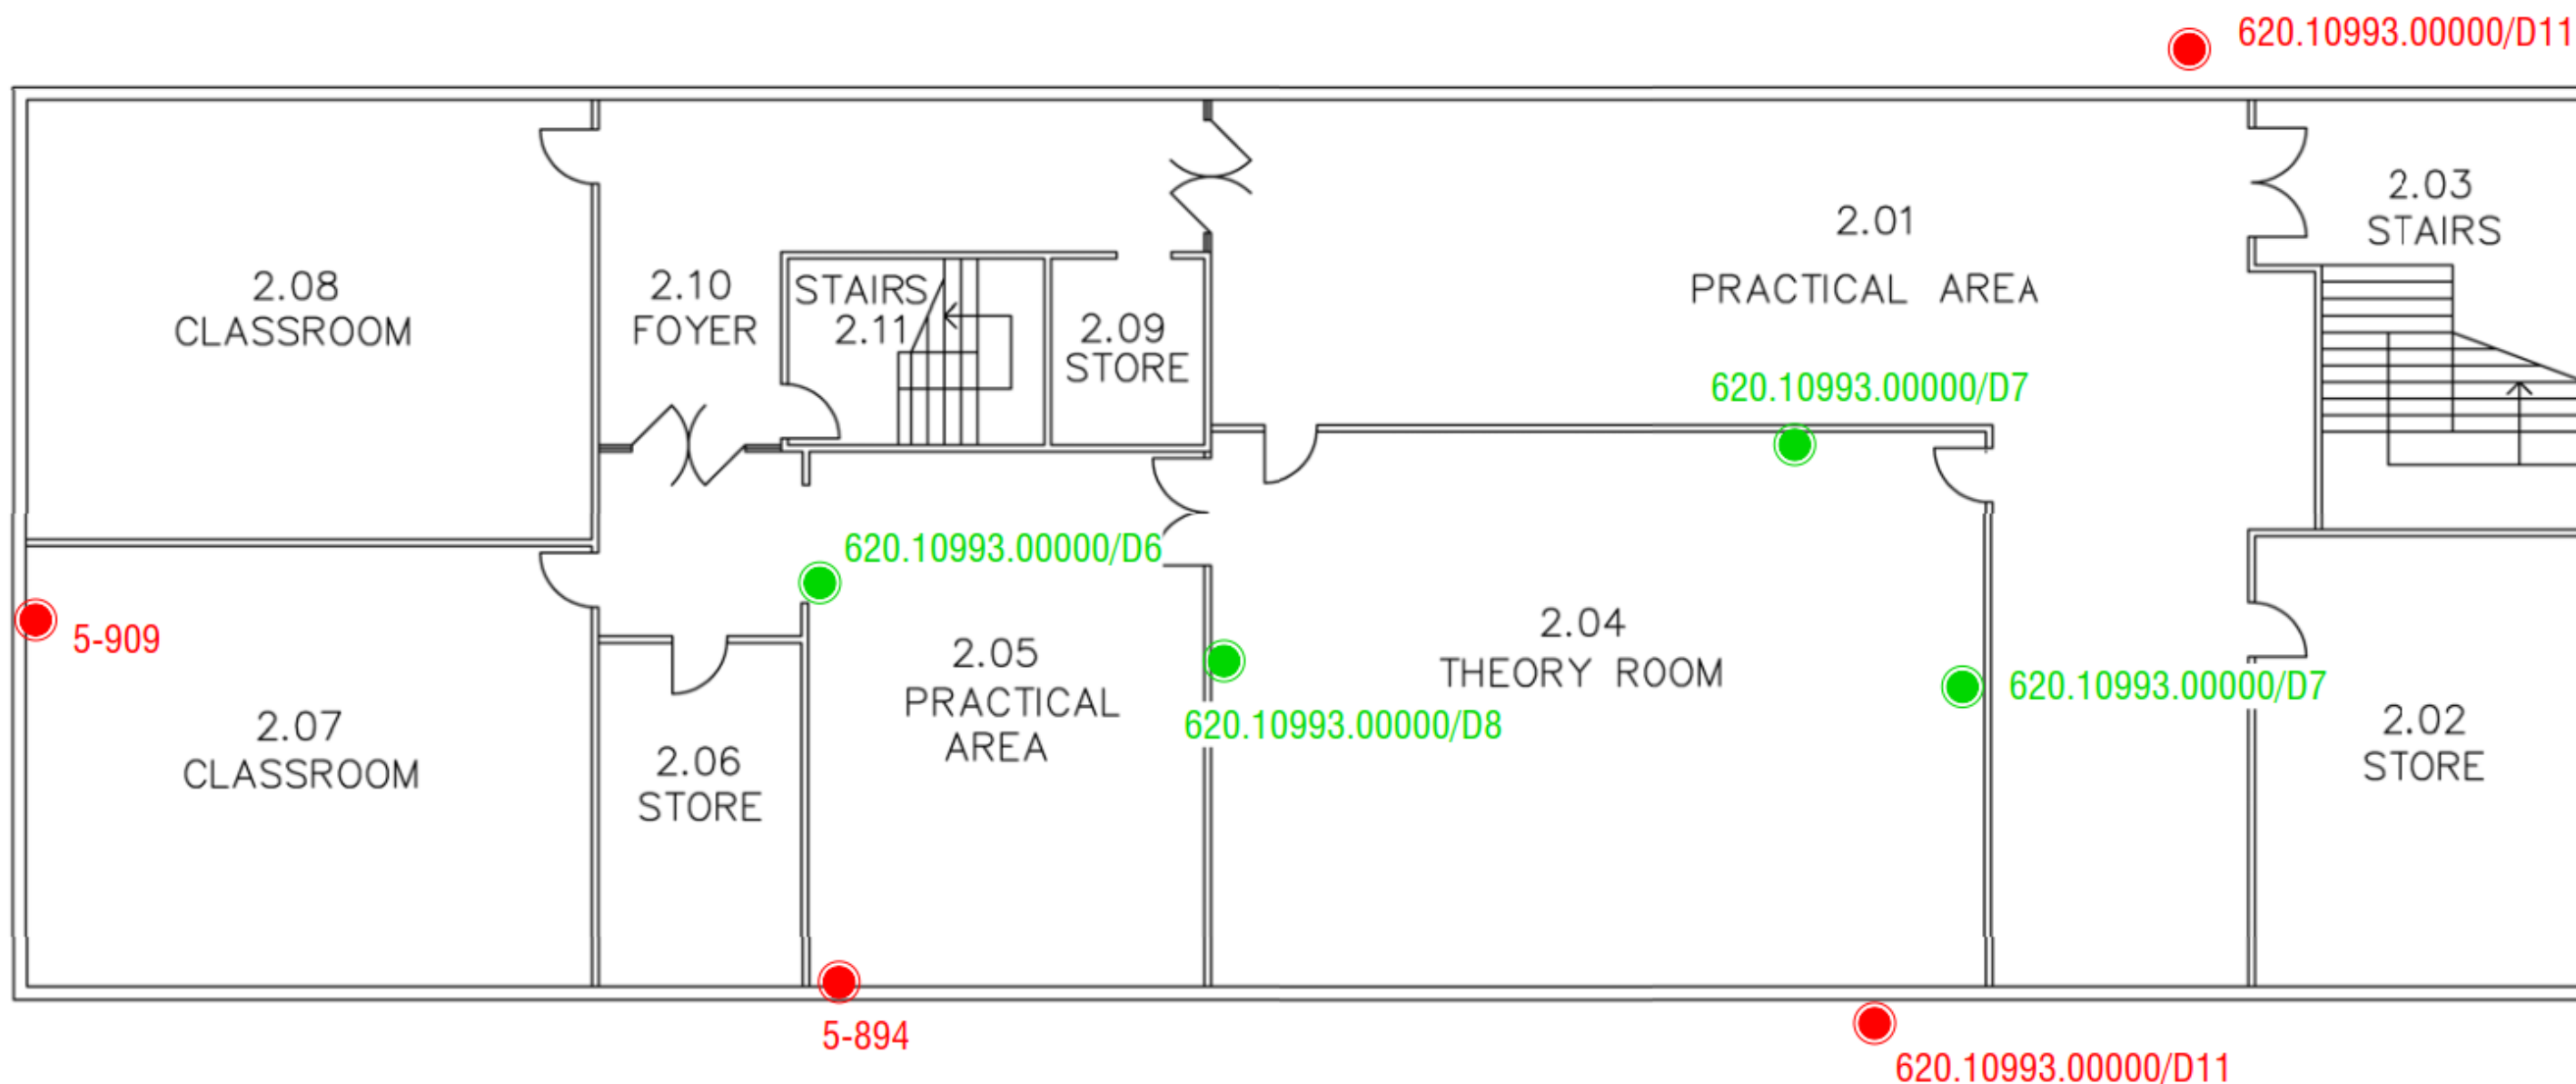 620.10993.00000/D11
2.03
STAIRS
2.01
PRACTICAL AREA
2.08
CLASSROOM
2.10
FOYER
STAIRS
2.11
2.09
STORE
620.10993.00000/D7
620.10993.00000/D6
5-909
2.04
THEORY ROOM
2.05
PRACTICAL
AREA
620.10993.00000/D7
620.10993.00000/D8
2.07
CLASSROOM
2.06
STORE
2.02
STORE
5-894
620.10993.00000/D11